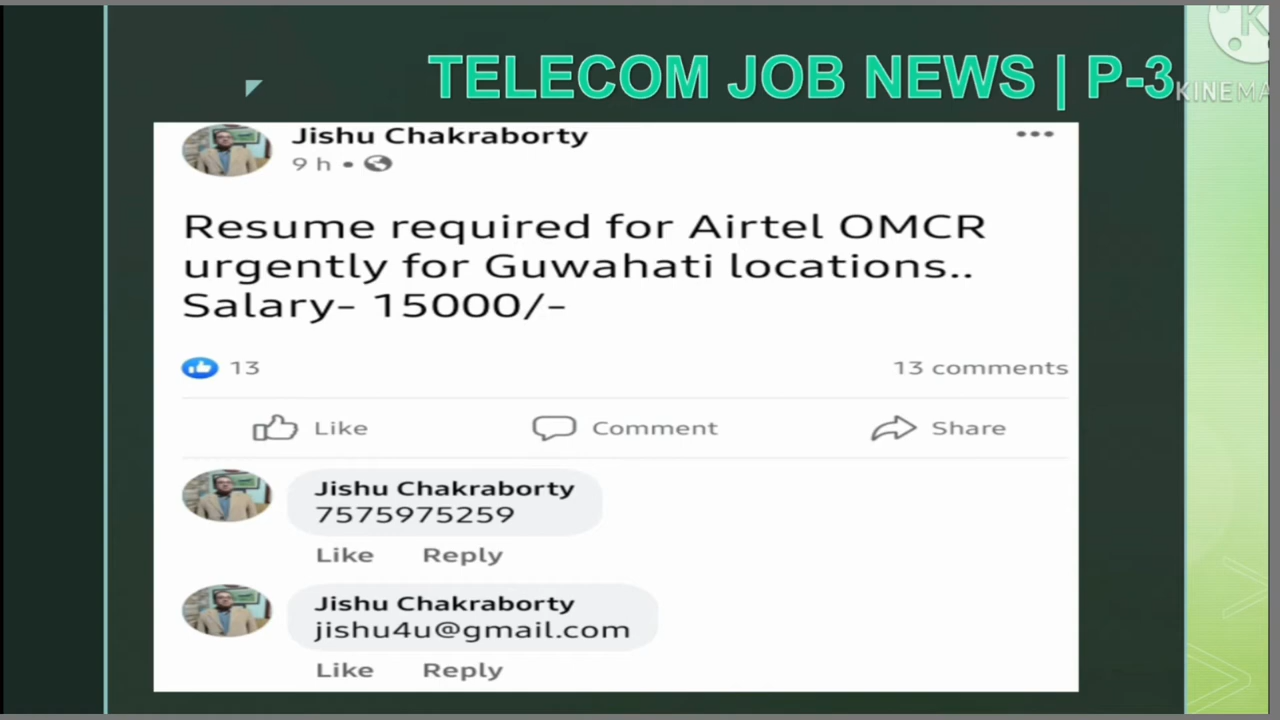 TELECOM JOB NEWS | P-3
KINEMA
Jishu Chakraborty
9 h •
Resume required for Airtel OMCR
urgently for Guwahati locations..
Salary- 15000/-
13
13 comments
Like
Comment
Share
Jishu Chakraborty
7575975259
Like Reply
Jishu Chakraborty
jishu4u@gmail.com
Like Reply